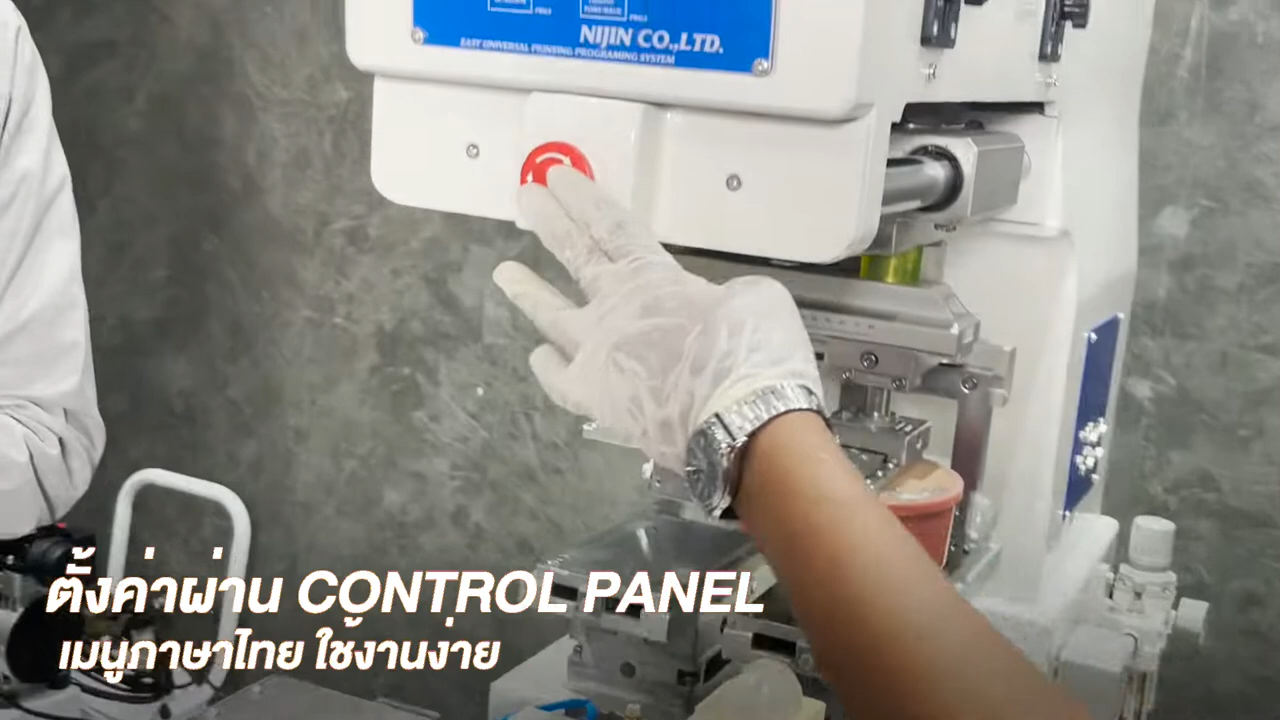 NIJIN CO.,LTD.
EASY UNIVERSAL PRINTING PROGRAMING SYSTEM
ตั้งค่าผ่าน CONTROL PANEL
เมนูภาษาไทย ใช้งานง่าย